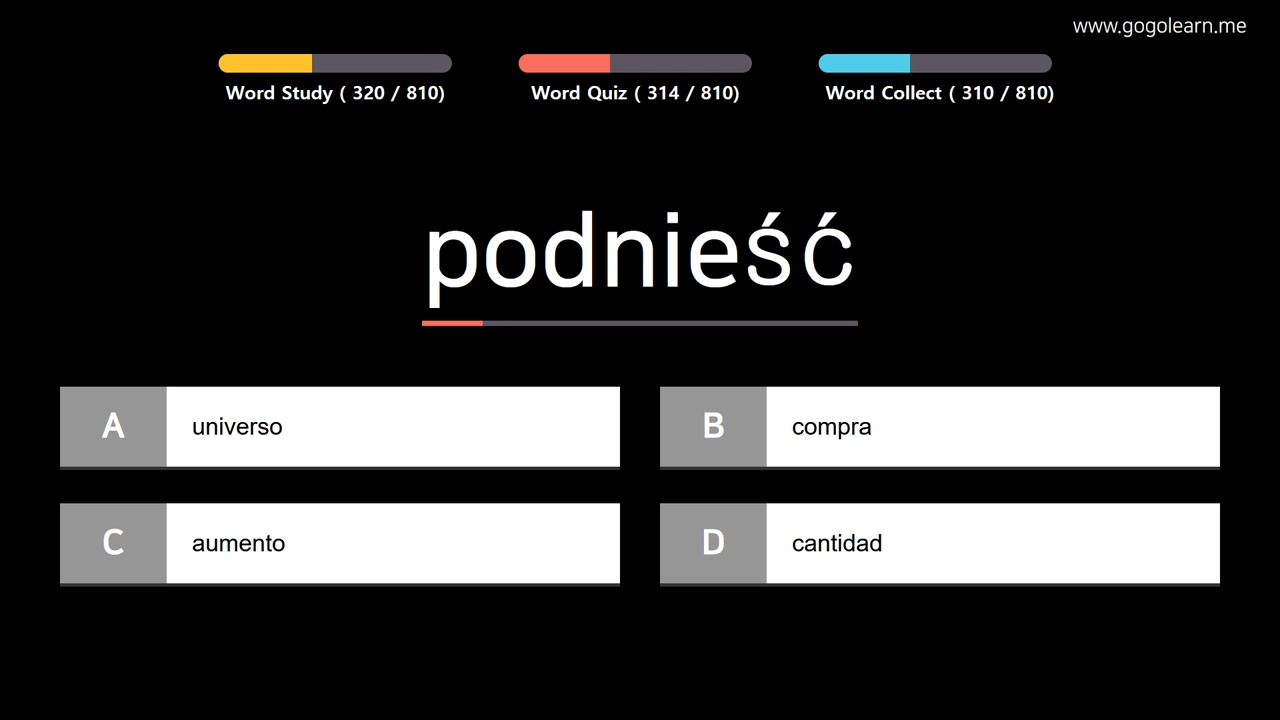 www.gogolearn.me
Word Study ( 320 / 810)
Word Quiz ( 314 / 810)
Word Collect ( 310 / 810)
podnieść
A universo
B compra
C aumento
D cantidad